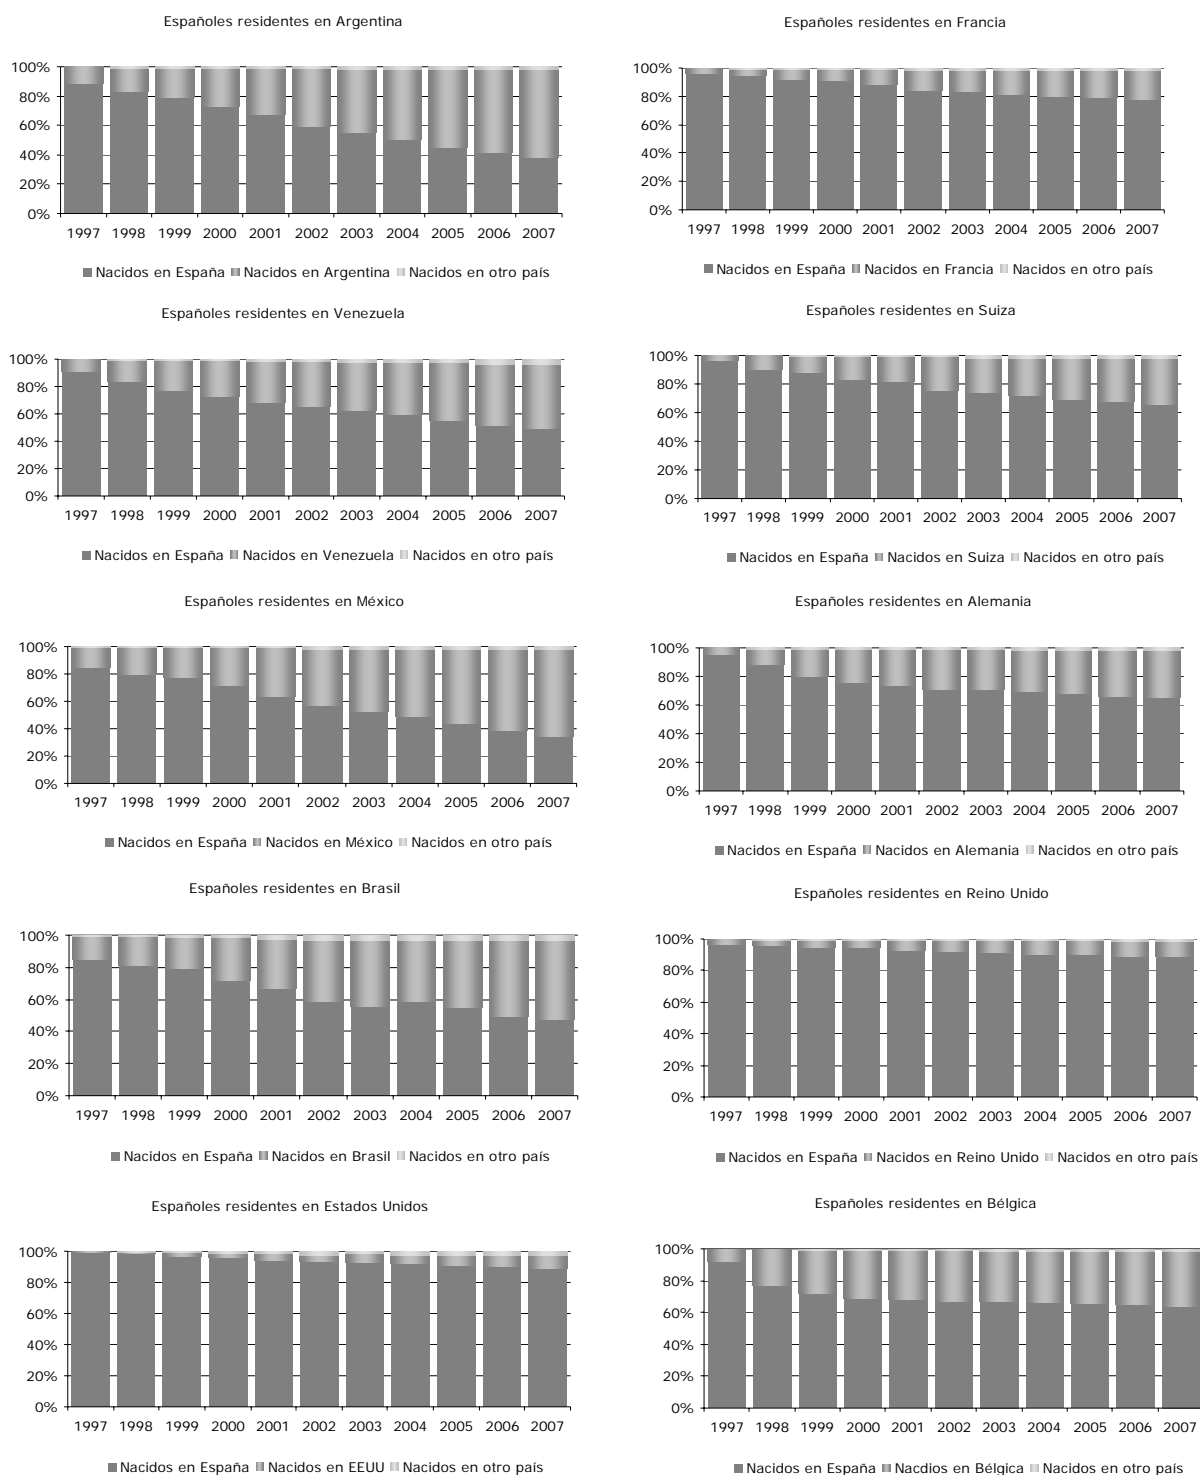 Españoles residentes en Argentina
100%
80%
60%
40%
20%
0%
1997 1998 1999 2000 2001 2002 2003 2004 2005 2006 2007
Nacidos en España Nacidos en Argentina Nacidos en otro país
Españoles residentes en Francia
100%
80%
60%
40%
20%
0%
1997 1998 1999 2000 2001 2002 2003 2004 2005 2006 2007
Nacidos en España Nacidos en Francia Nacidos en otro país
Españoles residentes en Venezuela
100%
80%
60%
40%
20%
0%
1997 1998 1999 2000 2001 2002 2003 2004 2005 2006 2007
Nacidos en España Nacidos en Venezuela Nacidos en otro país
Españoles residentes en Suiza
100%
80%
60%
40%
20%
0%
1997 1998 1999 2000 2001 2002 2003 2004 2005 2006 2007
Nacidos en España Nacidos en Suiza Nacidos en otro país
Españoles residentes en México
100%
80%
60%
40%
20%
0%
1997 1998 1999 2000 2001 2002 2003 2004 2005 2006 2007
Nacidos en España Nacidos en México Nacidos en otro país
Españoles residentes en Alemania
100%
80%
60%
40%
20%
0%
1997 1998 1999 2000 2001 2002 2003 2004 2005 2006 2007
Nacidos en España Nacidos en Alemania Nacidos en otro país
Españoles residentes en Brasil
100%
80%
60%
40%
20%
0%
1997 1998 1999 2000 2001 2002 2003 2004 2005 2006 2007
Nacidos en España Nacidos en Brasil Nacidos en otro país
Españoles residentes en Reino Unido
100%
80%
60%
40%
20%
0%
1997 1998 1999 2000 2001 2002 2003 2004 2005 2006 2007
Nacidos en España Nacidos en Reino Unido Nacidos en otro país
Españoles residentes en Estados Unidos
100%
80%
60%
40%
20%
0%
1997 1998 1999 2000 2001 2002 2003 2004 2005 2006 2007
Nacidos en España Nacidos en EEUU Nacidos en otro país
Españoles residentes en Bélgica
100%
80%
60%
40%
20%
0%
1997 1998 1999 2000 2001 2002 2003 2004 2005 2006 2007
Nacidos en España Nacdios en Bélgica Nacidos en otro país